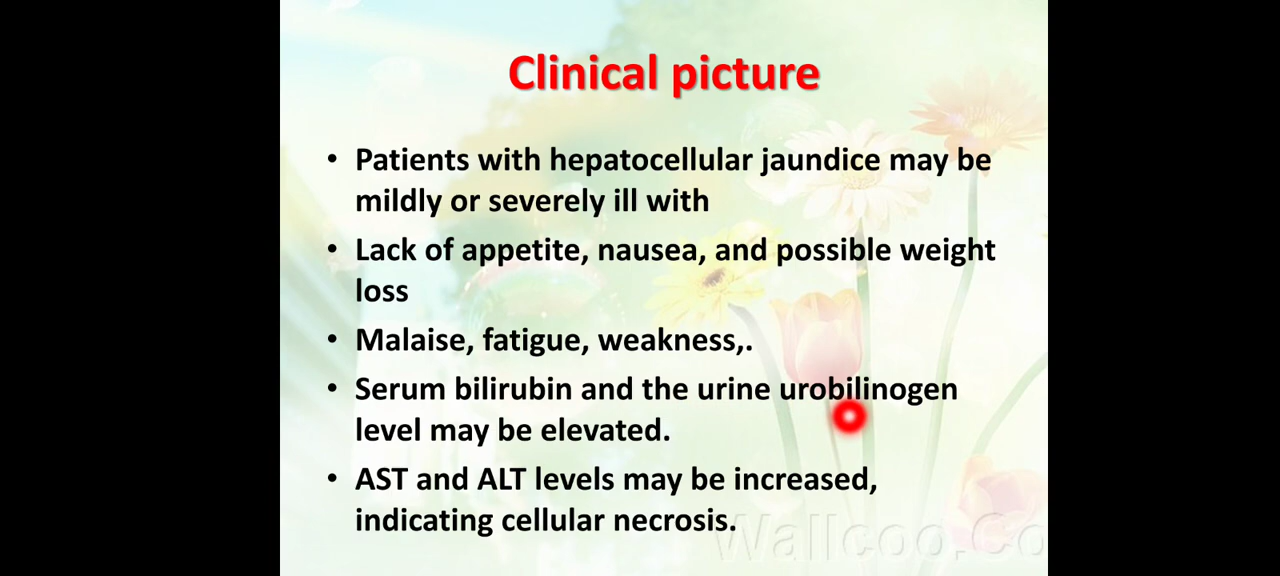 Clinical picture
• Patients with hepatocellular jaundice may be
mildly or severely ill with
• Lack of appetite, nausea, and possible weight
loss
• Malaise, fatigue, weakness,.
• Serum bilirubin and the urine urobilinogen
level may be elevated.
• AST and ALT levels may be increased,
indicating cellular necrosis.
Wallcoo.Co